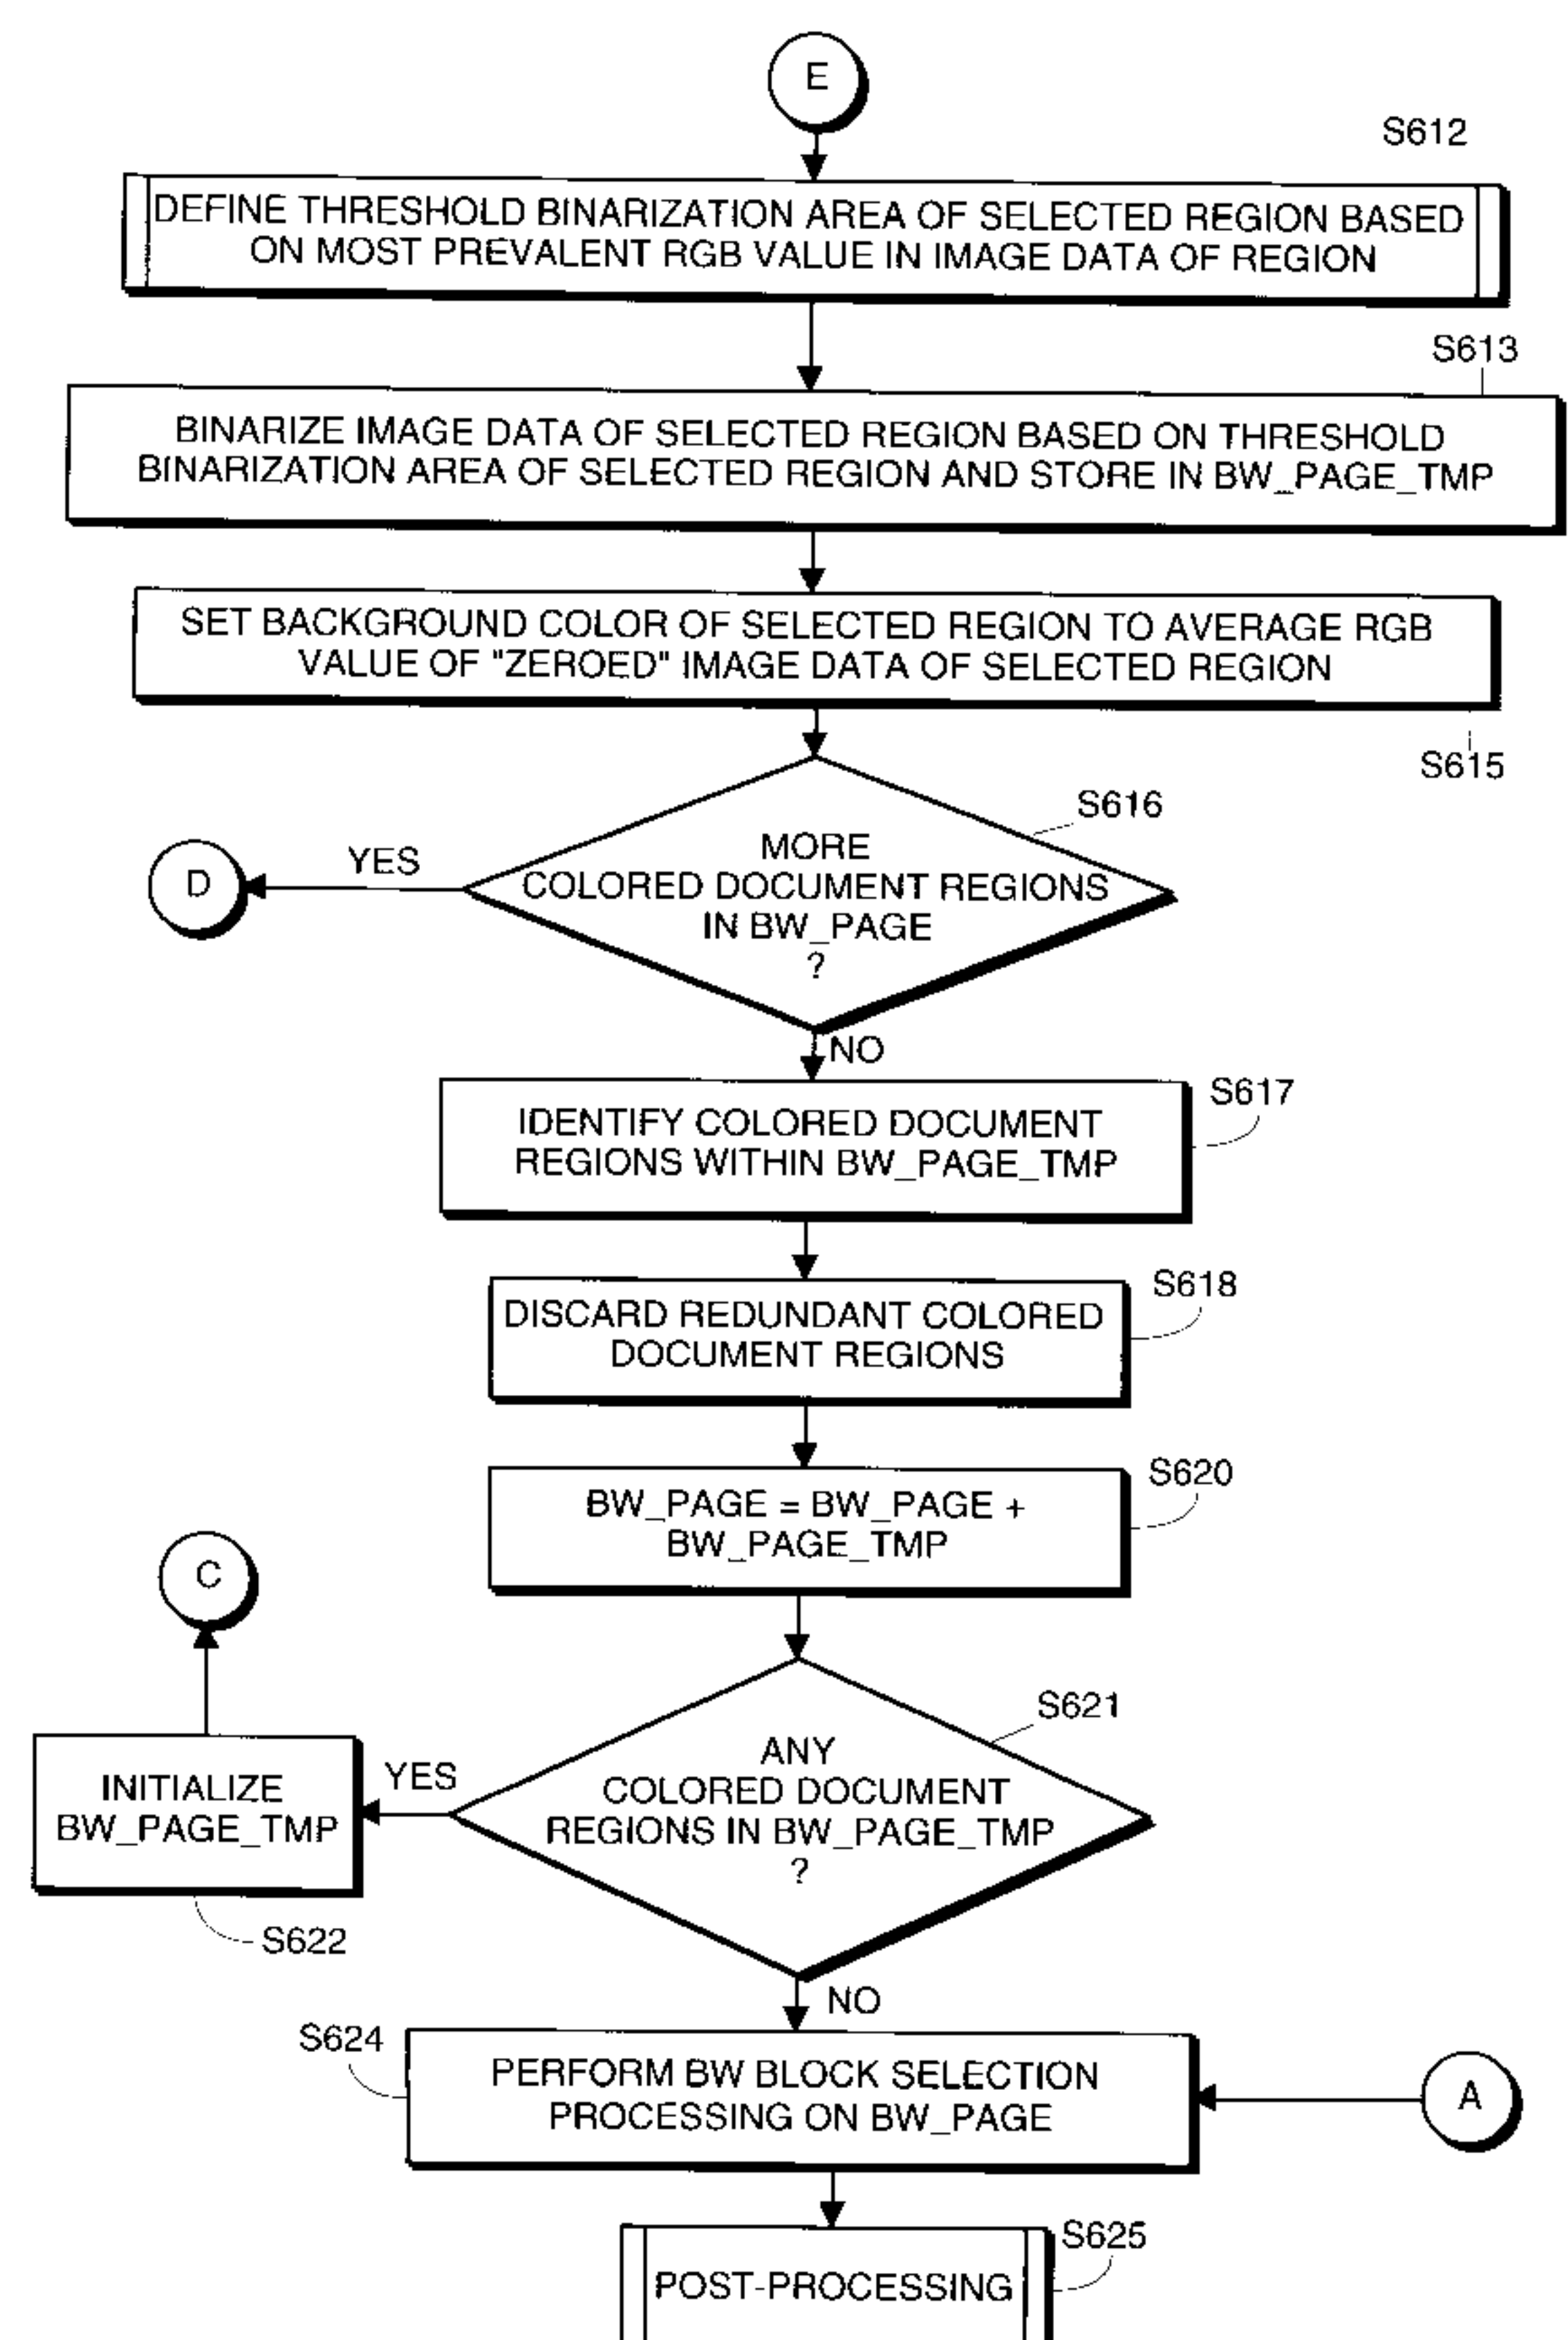 E
S612
DEFINE THRESHOLD BINARIZATION AREA OF SELECTED REGION BASED
ON MOST PREVALENT RGB VALUE IN IMAGE DATA OF REGION
S613
BINARIZE IMAGE DATA OF SELECTED REGION BASED ON THRESHOLD
BINARIZATION AREA OF SELECTED REGION AND STORE IN BW_PAGE_TMP
SET BACKGROUND COLOR OF SELECTED REGION TO AVERAGE RGB
VALUE OF "ZEROED" IMAGE DATA OF SELECTED REGION
S615
S616
MORE
COLORED DOCUMENT REGIONS
IN BW_PAGE
?
YES
D
NO
S617
IDENTIFY COLORED DOCUMENT
REGIONS WITHIN BW_PAGE_TMP
S618
DISCARD REDUNDANT COLORED
DOCUMENT REGIONS
S620
BW_PAGE = BW_PAGE +
BW_PAGE_TMP
C
S621
ANY
COLORED DOCUMENT
REGIONS IN BW_PAGE_TMP
?
YES
INITIALIZE
BW_PAGE_TMP
S622
NO
S624
PERFORM BW BLOCK SELECTION
PROCESSING ON BW_PAGE
A
S625
POST-PROCESSING